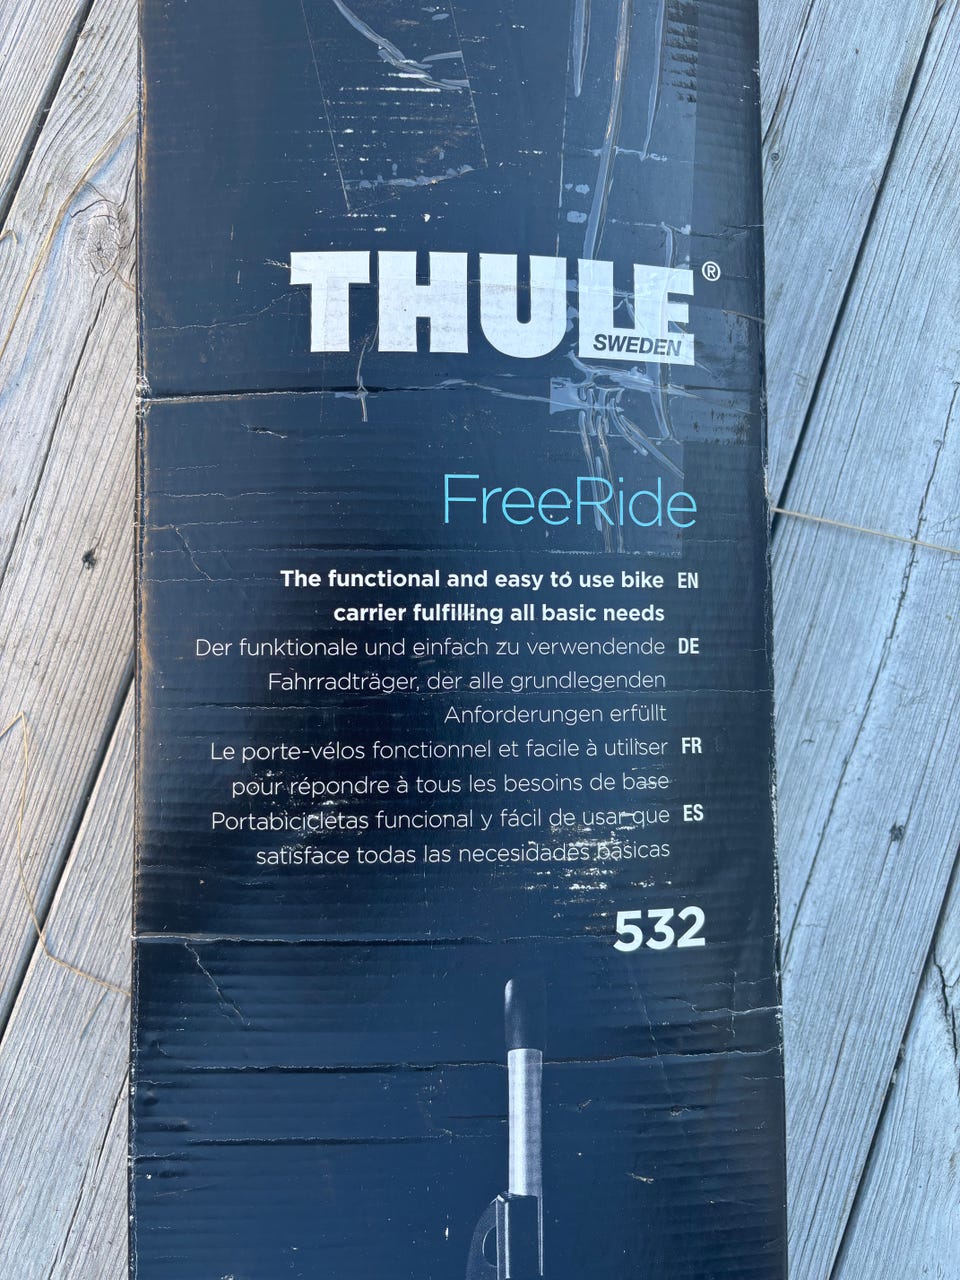 THULE®
SWEDEN
FreeRide
The functional and easy to use bike EN
carrier fulfilling all basic needs
Der funktionale und einfach zu verwendende DE
Fahrradträger, der alle grundlegenden
Anforderungen erfüllt
Le porte-vélos fonctionnel et facile à utiliser FR
pour répondre à tous les besoins de base
Portabicicletas funcional y fácil de usar que ES
satisface todas las necesidades básicas
532